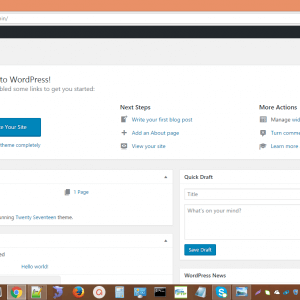 to WordPress!
bled some links to get you started:
Next Steps
More Actions
e Your Site
Write your first blog post
Manage wid
Add an About page
Turn comme
theme completely
View your site
Learn more
Quick Draft
1 Page
Title
What's on your mind?
nning Twenty Seventeen theme.
Save Draft
ed
Hello world!
WordPress News